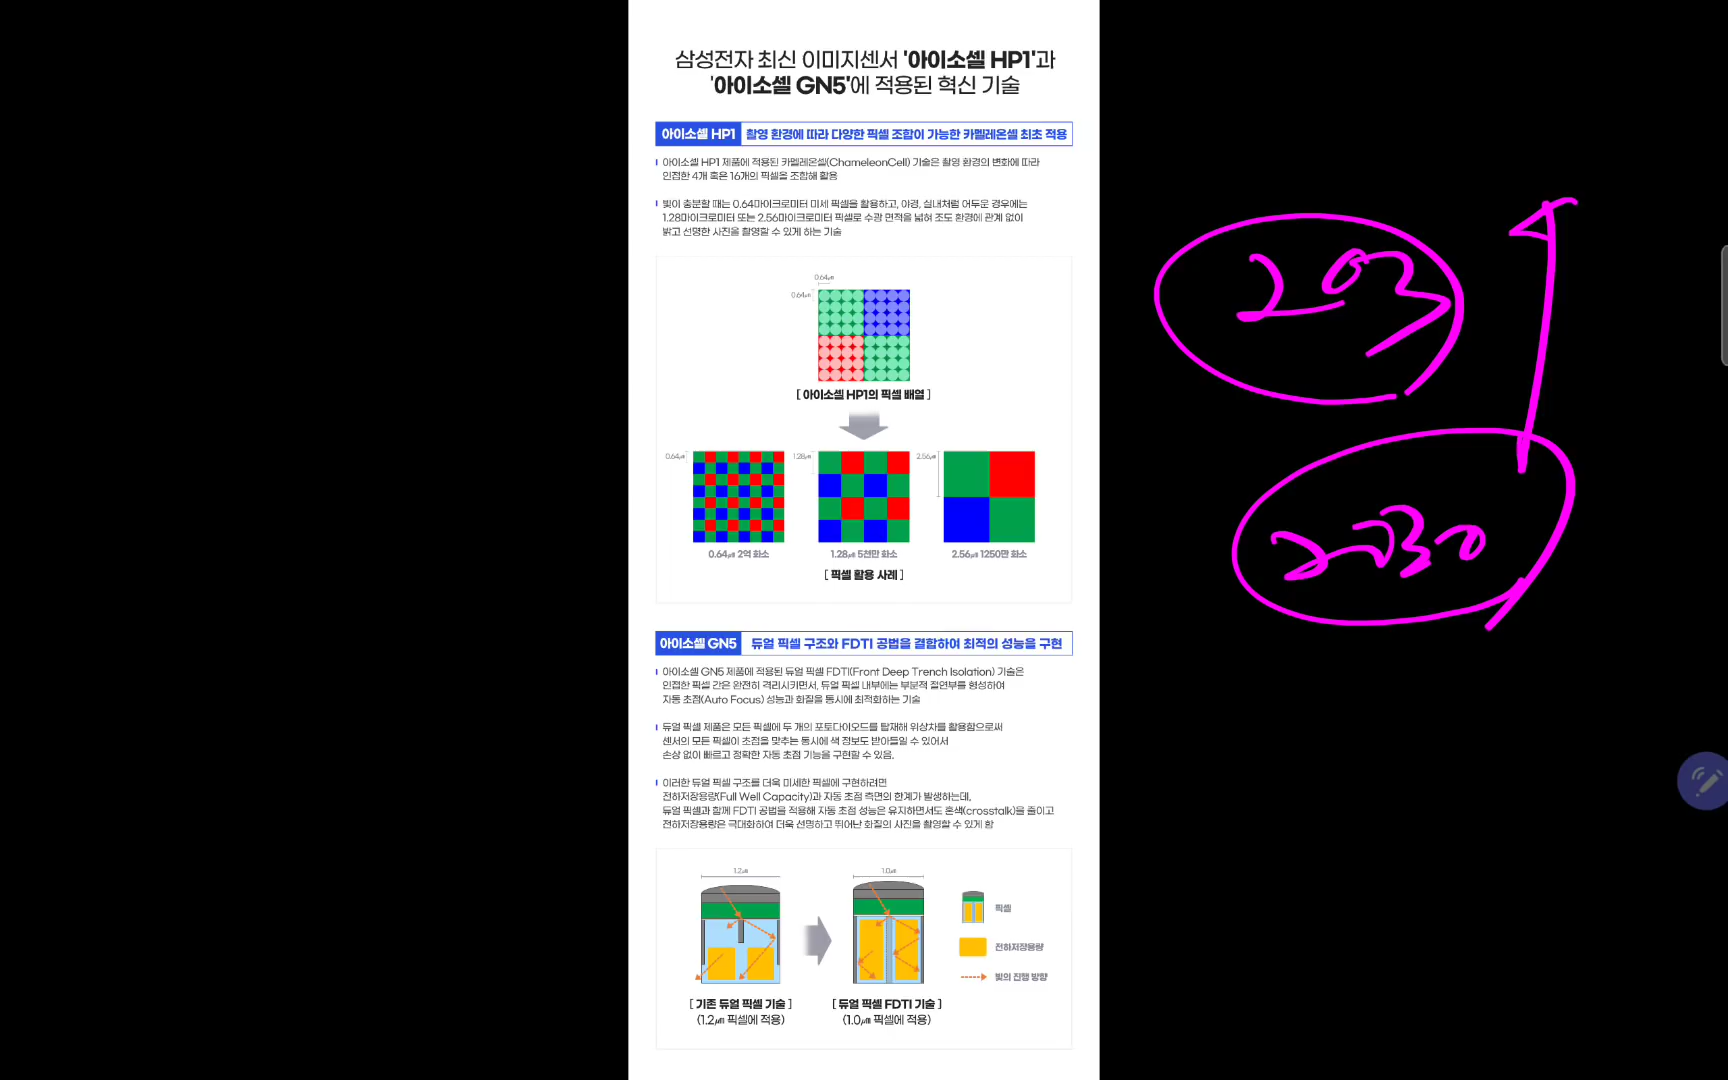 삼성전자 최신 이미지센서 '아이소셀 HP1'과
'아이소셀 GN5'에 적용된 혁신 기술
아이소셀 HP1 촬영 환경에 따라 다양한 픽셀 조합이 가능한 카멜레온셀 최초 적용
아이소셀 HP1 제품에 적용된 카멜레온셀(ChameleonCell) 기술은 촬영 환경의 변화에 따라
인접한 4개 혹은 16개의 픽셀을 조합해 활용
빛이 충분할 때는 0.64마이크로미터 미세 픽셀을 활용하고, 야경, 실내처럼 어두운 경우에는
1.28마이크로미터 또는 2.56마이크로미터 픽셀로 수광 면적을 넓혀 조도 환경에 관계 없이
밝고 선명한 사진을 촬영할 수 있게 하는 기술
0.64㎛
0.64㎛
[ 아이소셀 HP1의 픽셀 배열 ]
0.64㎛ 1.28㎛ 2.56㎛
0.64㎛ 2억 화소 1.28㎛ 5천만 화소 2.56㎛ 1250만 화소
[ 픽셀 활용 사례 ]
아이소셀 GN5 듀얼 픽셀 구조와 FDTI 공법을 결합하여 최적의 성능을 구현
아이소셀 GN5 제품에 적용된 듀얼 픽셀 FDTI(Front Deep Trench Isolation) 기술은
인접한 픽셀 간은 완전히 격리시키면서, 듀얼 픽셀 내부에는 부분적 절연부를 형성하여
자동 초점(Auto Focus) 성능과 화질을 동시에 최적화하는 기술
듀얼 픽셀 제품은 모든 픽셀에 두 개의 포토다이오드를 탑재해 위상차를 활용함으로써
센서의 모든 픽셀이 초점을 맞추는 동시에 색 정보도 받아들일 수 있어서
손상 없이 빠르고 정확한 자동 초점 기능을 구현할 수 있음.
이러한 듀얼 픽셀 구조를 더욱 미세한 픽셀에 구현하려면
전하저장용량(Full Well Capacity)과 자동 초점 측면의 한계가 발생하는데,
듀얼 픽셀과 함께 FDTI 공법을 적용해 자동 초점 성능은 유지하면서도 혼색(crosstalk)을 줄이고
전하저장용량은 극대화하여 더욱 선명하고 뛰어난 화질의 사진을 촬영할 수 있게 함
1.2㎛ 1.0㎛
픽셀
전하저장용량
빛의 진행 방향
[ 기존 듀얼 픽셀 기술 ] [ 듀얼 픽셀 FDTI 기술 ]
(1.2㎛ 픽셀에 적용) (1.0㎛ 픽셀에 적용)
203
2030